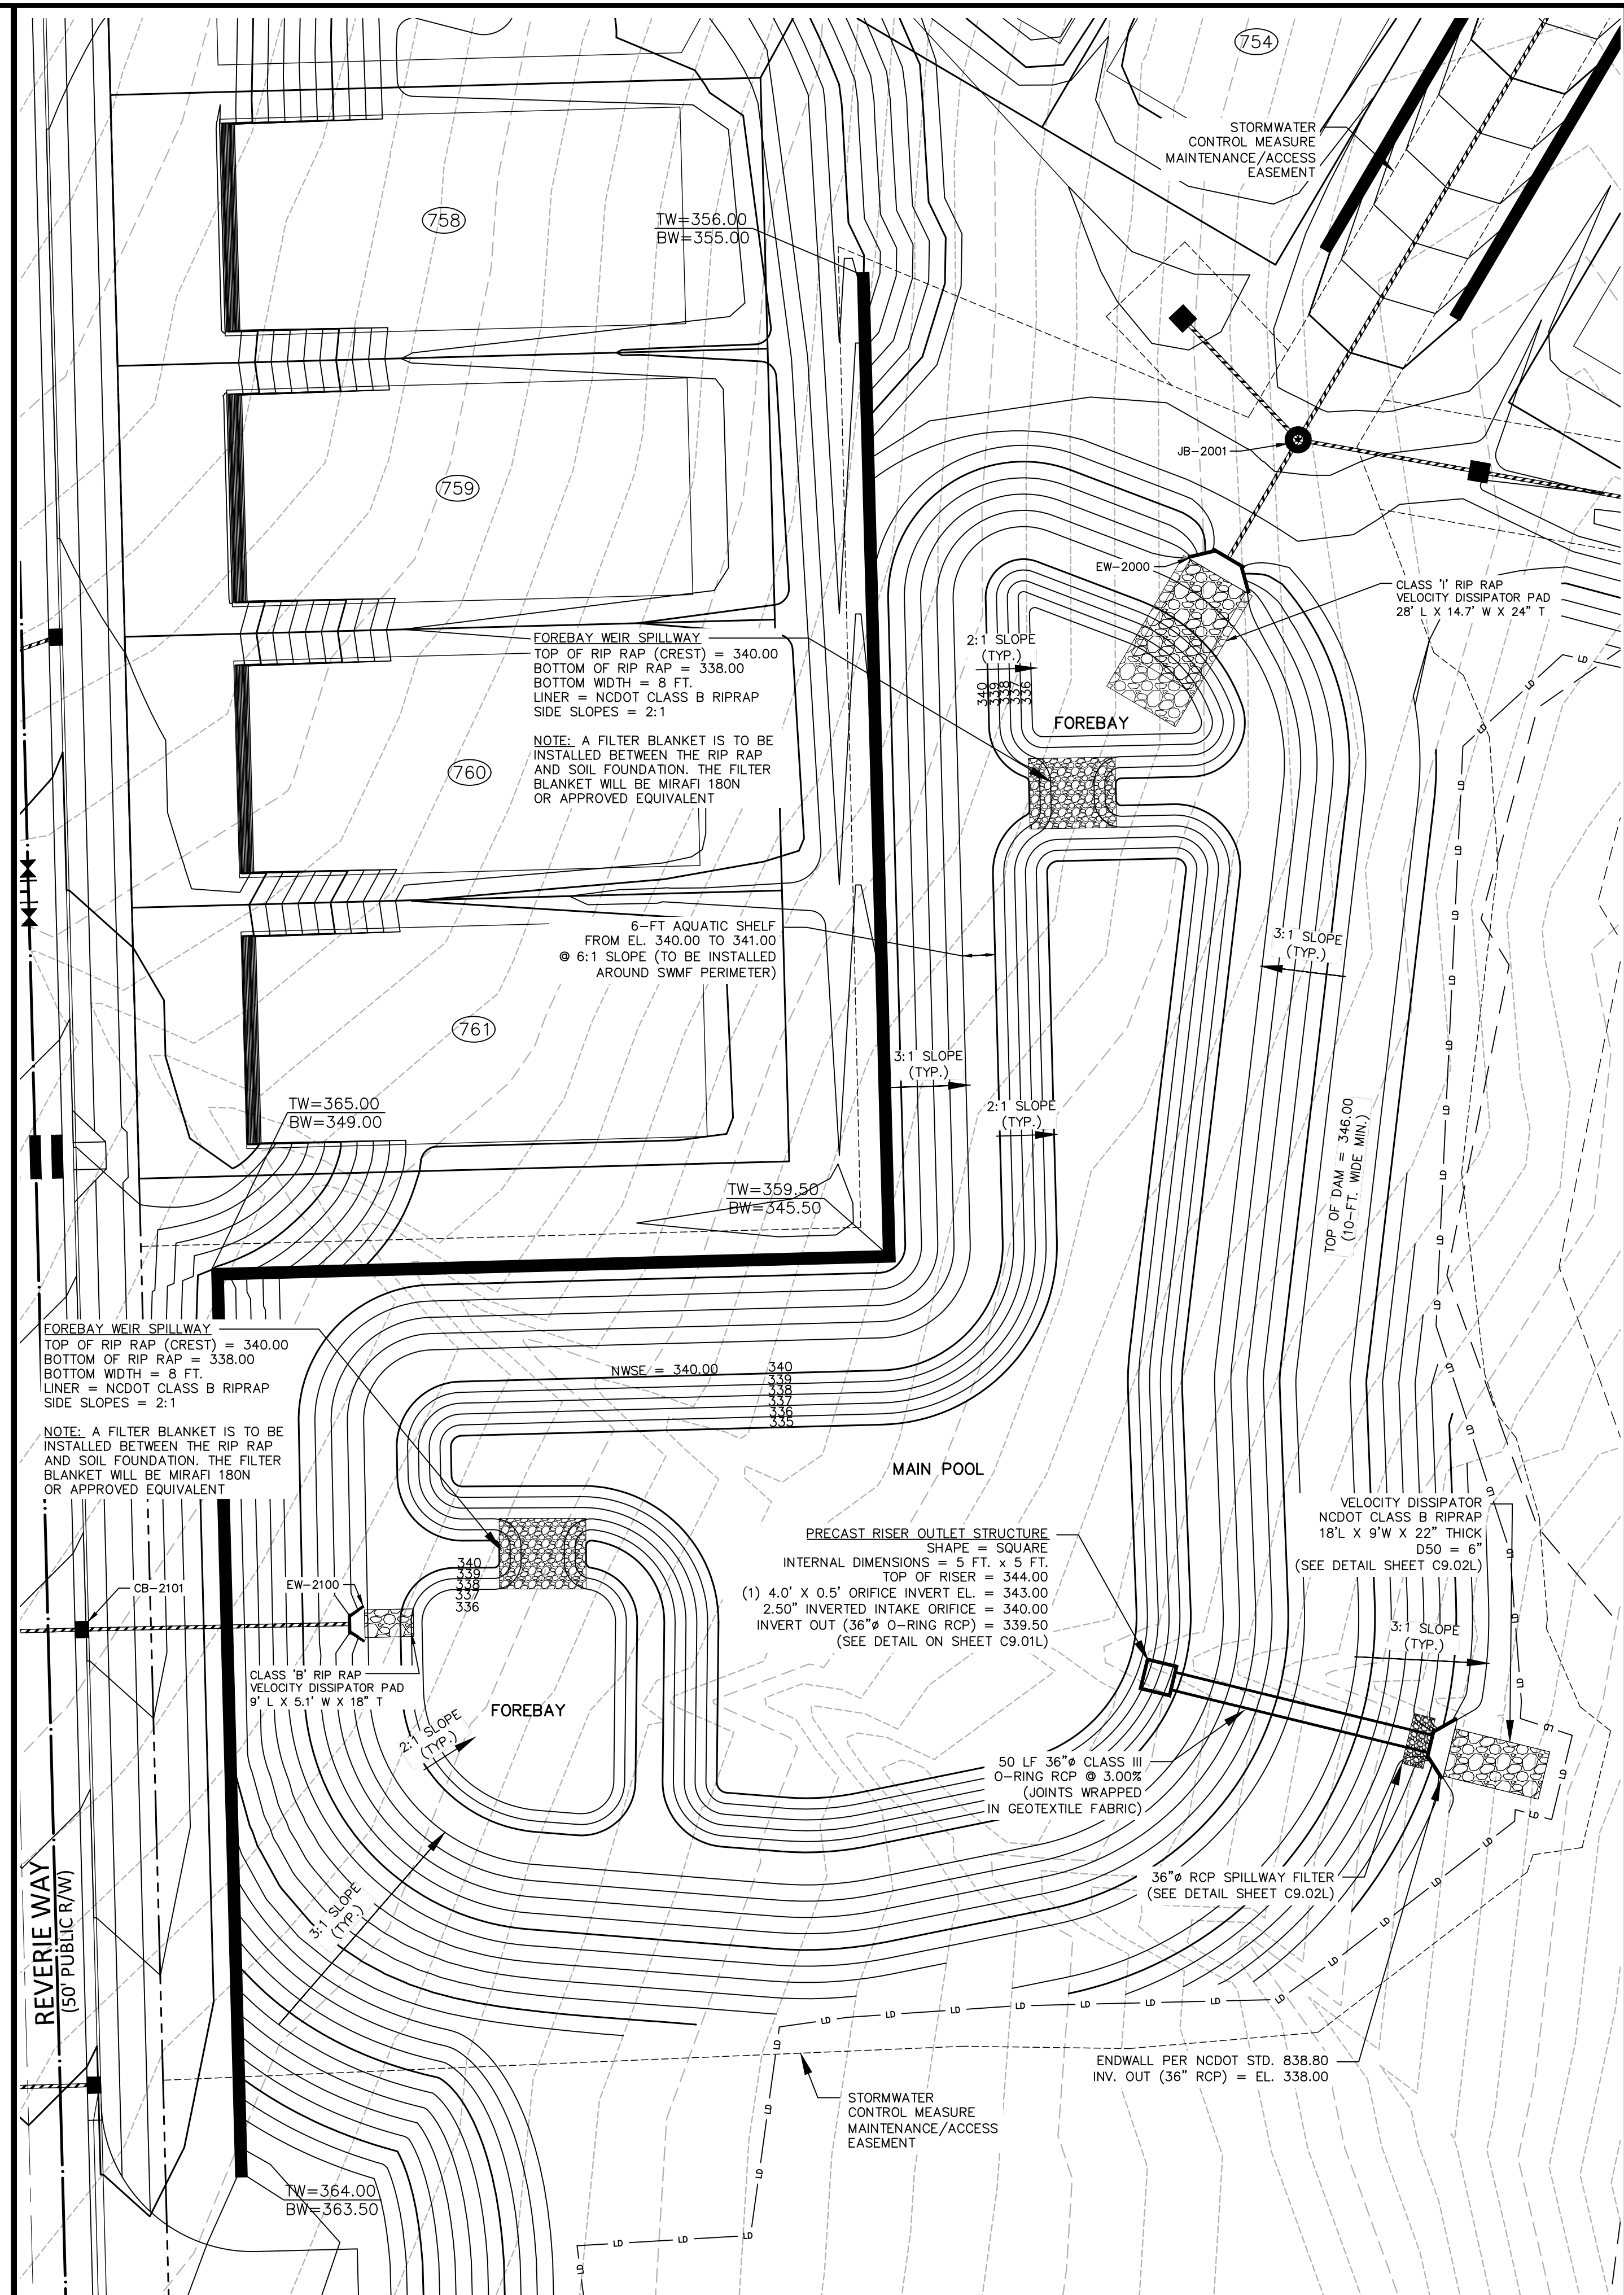 754
STORMWATER
CONTROL MEASURE
MAINTENANCE/ACCESS
EASEMENT
758
TW=356.00
BW=355.00
JB-2001
759
EW-2000
CLASS 'I' RIP RAP
VELOCITY DISSIPATOR PAD
28' L X 14.7' W X 24" T
FOREBAY WEIR SPILLWAY
TOP OF RIP RAP (CREST) = 340.00
BOTTOM OF RIP RAP = 338.00
BOTTOM WIDTH = 8 FT.
LINER = NCDOT CLASS B RIPRAP
SIDE SLOPES = 2:1
NOTE: A FILTER BLANKET IS TO BE
INSTALLED BETWEEN THE RIP RAP
AND SOIL FOUNDATION. THE FILTER
BLANKET WILL BE MIRAFI 180N
OR APPROVED EQUIVALENT
2:1 SLOPE
(TYP.)
340
339
338
337
336
FOREBAY
760
6-FT AQUATIC SHELF
FROM EL. 340.00 TO 341.00
@ 6:1 SLOPE (TO BE INSTALLED
AROUND SWMF PERIMETER)
3:1 SLOPE
(TYP.)
761
3:1 SLOPE
(TYP.)
2:1 SLOPE
(TYP.)
TW=365.00
BW=349.00
TOP OF DAM = 346.00
(10-FT. WIDE MIN.)
TW=359.50
BW=345.50
FOREBAY WEIR SPILLWAY
TOP OF RIP RAP (CREST) = 340.00
BOTTOM OF RIP RAP = 338.00
BOTTOM WIDTH = 8 FT.
LINER = NCDOT CLASS B RIPRAP
SIDE SLOPES = 2:1
NOTE: A FILTER BLANKET IS TO BE
INSTALLED BETWEEN THE RIP RAP
AND SOIL FOUNDATION. THE FILTER
BLANKET WILL BE MIRAFI 180N
OR APPROVED EQUIVALENT
NWSE = 340.00
340
339
338
337
336
335
MAIN POOL
VELOCITY DISSIPATOR
NCDOT CLASS B RIPRAP
18'L X 9'W X 22" THICK
D50 = 6"
(SEE DETAIL SHEET C9.02L)
PRECAST RISER OUTLET STRUCTURE
SHAPE = SQUARE
INTERNAL DIMENSIONS = 5 FT. x 5 FT.
TOP OF RISER = 344.00
(1) 4.0' X 0.5' ORIFICE INVERT EL. = 343.00
2.50" INVERTED INTAKE ORIFICE = 340.00
INVERT OUT (36"ø O-RING RCP) = 339.50
(SEE DETAIL ON SHEET C9.01L)
340
339
338
337
336
CB-2101
EW-2100
3:1 SLOPE
(TYP.)
CLASS 'B' RIP RAP
VELOCITY DISSIPATOR PAD
9' L X 5.1' W X 18" T
FOREBAY
2:1 SLOPE
(TYP.)
50 LF 36"ø CLASS III
O-RING RCP @ 3.00%
(JOINTS WRAPPED
IN GEOTEXTILE FABRIC)
36"ø RCP SPILLWAY FILTER
(SEE DETAIL SHEET C9.02L)
3:1 SLOPE
(TYP.)
REVERIE WAY
(50' PUBLIC R/W)
LD LD LD LD LD LD LD LD
ENDWALL PER NCDOT STD. 838.80
INV. OUT (36" RCP) = EL. 338.00
STORMWATER
CONTROL MEASURE
MAINTENANCE/ACCESS
EASEMENT
TW=364.00
BW=363.50
LD LD LD